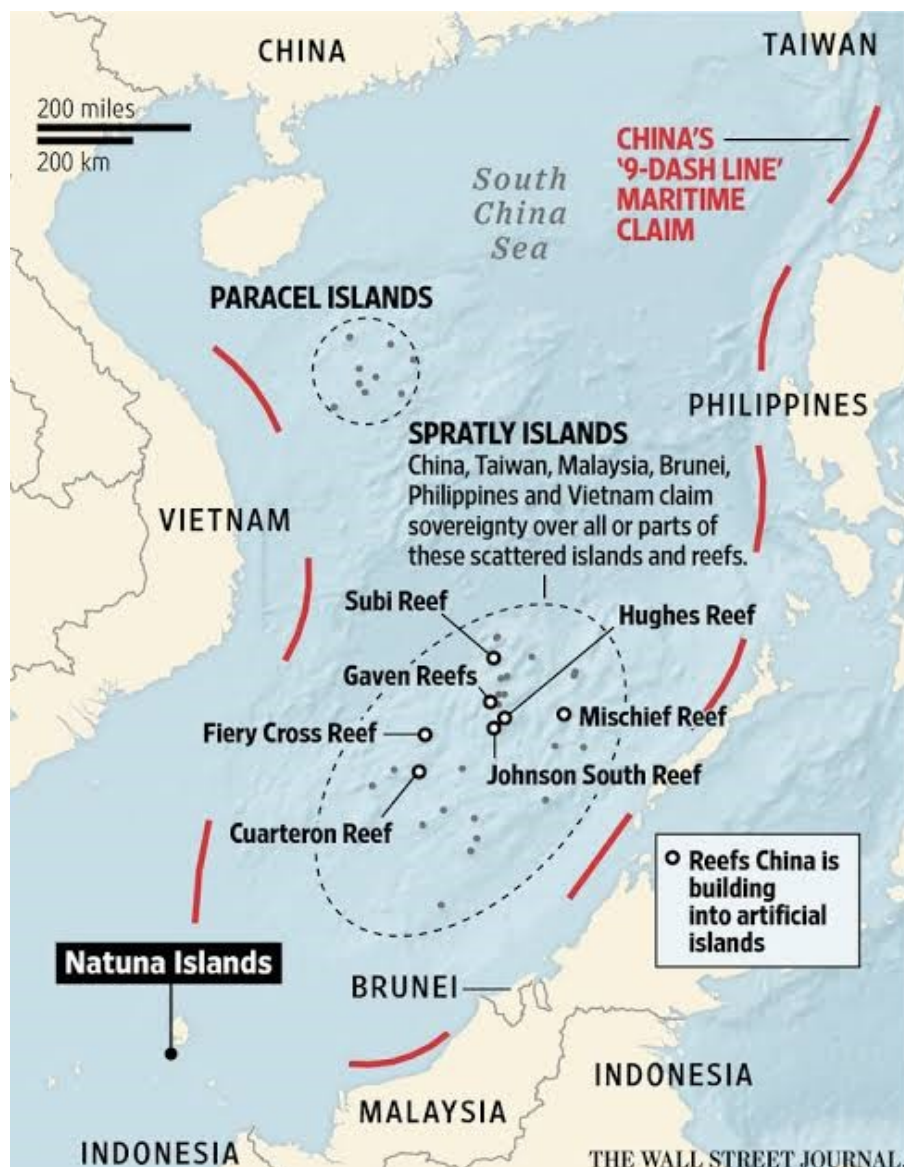 CHINA
TAIWAN
200 miles
200 km
CHINA'S
'9-DASH LINE'
MARITIME
CLAIM
South
China
Sea
PARACEL ISLANDS
PHILIPPINES
SPRATLY ISLANDS
China, Taiwan, Malaysia, Brunei,
Philippines and Vietnam claim
sovereignty over all or parts of
these scattered islands and reefs.
VIETNAM
Subi Reef
Hughes Reef
Gaven Reefs
Mischief Reef
Fiery Cross Reef
Johnson South Reef
Cuarteron Reef
Reefs China is
building
into artificial
islands
Natuna Islands
BRUNEI
INDONESIA
MALAYSIA
INDONESIA
THE WALL STREET JOURNAL.